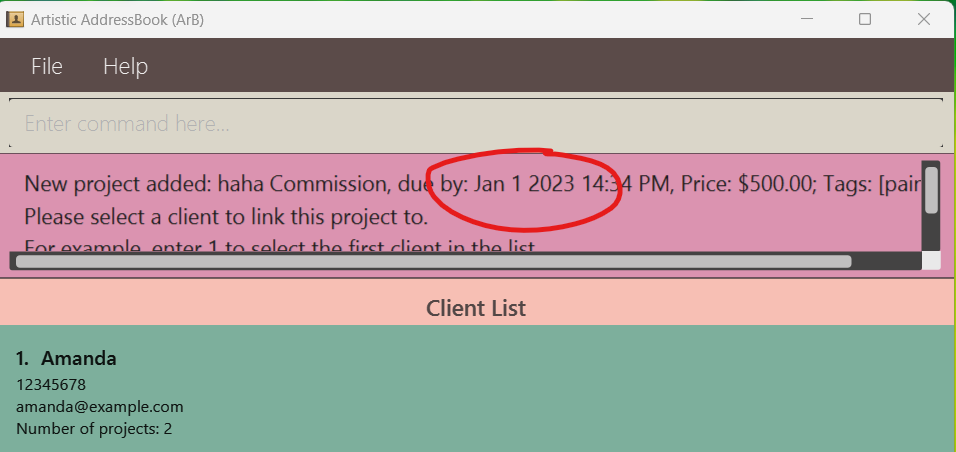 Artistic AddressBook (ArB)
File Help
Enter command here...
New project added: haha Commission, due by: Jan 1 2023 14:34 PM, Price: $500.00; Tags: [pair
Please select a client to link this project to.
For example, enter 1 to select the first client in the list
Client List
1. Amanda
12345678
amanda@example.com
Number of projects: 2